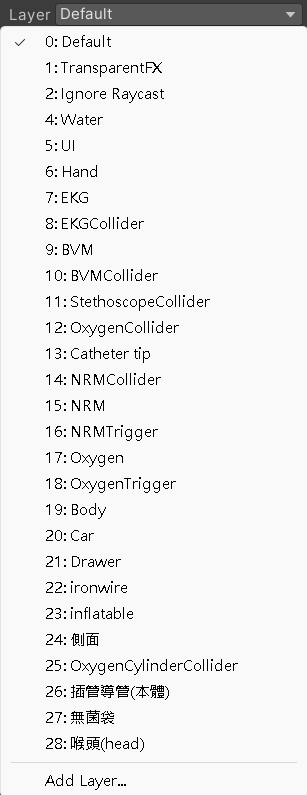 Layer Default
0: Default
1: TransparentFX
2: Ignore Raycast
4: Water
5: UI
6: Hand
7: EKG
8: EKGCollider
9: BVM
10: BVMCollider
11: StethoscopeCollider
12: OxygenCollider
13: Catheter tip
14: NRMCollider
15: NRM
16: NRMTrigger
17: Oxygen
18: OxygenTrigger
19: Body
20: Car
21: Drawer
22: ironwire
23: inflatable
24: 側面
25: OxygenCylinderCollider
26: 插管導管(本體)
27: 無菌袋
28: 喉頭(head)
Add Layer...